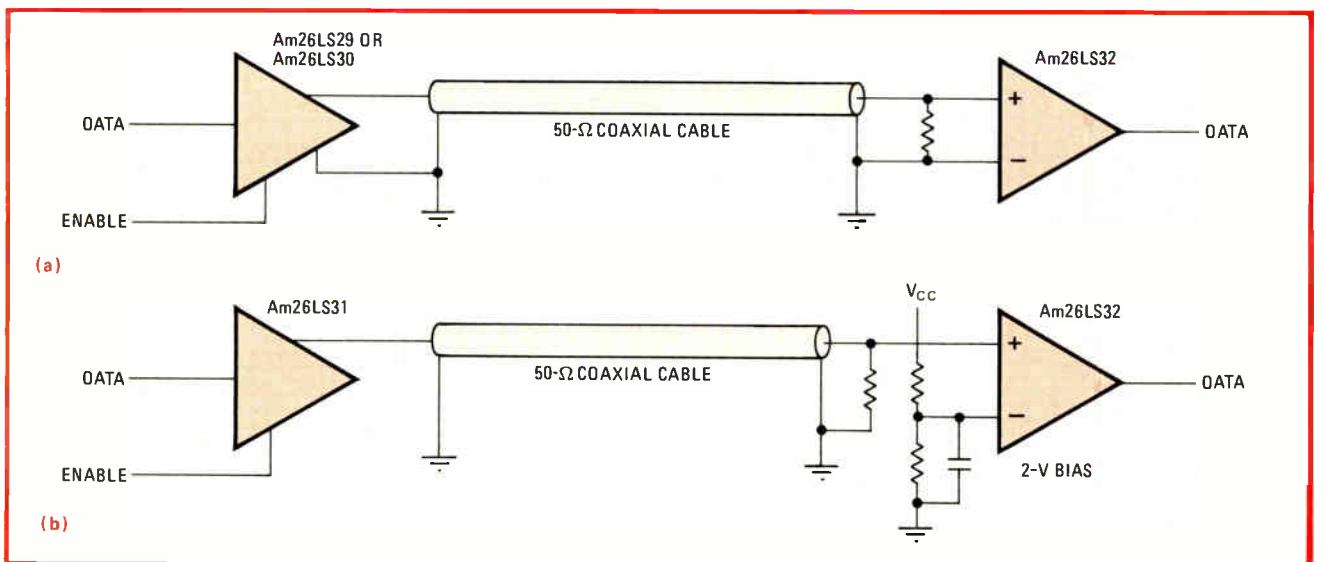 Am26LS29 OR
Am26LS30
OATA
ENABLE
50-Ω COAXIAL CABLE
Am26LS32
+
−
OATA
(a)
Am26LS31
OATA
ENABLE
50-Ω COAXIAL CABLE
VCC
Am26LS32
+
−
2-V BIAS
OATA
(b)